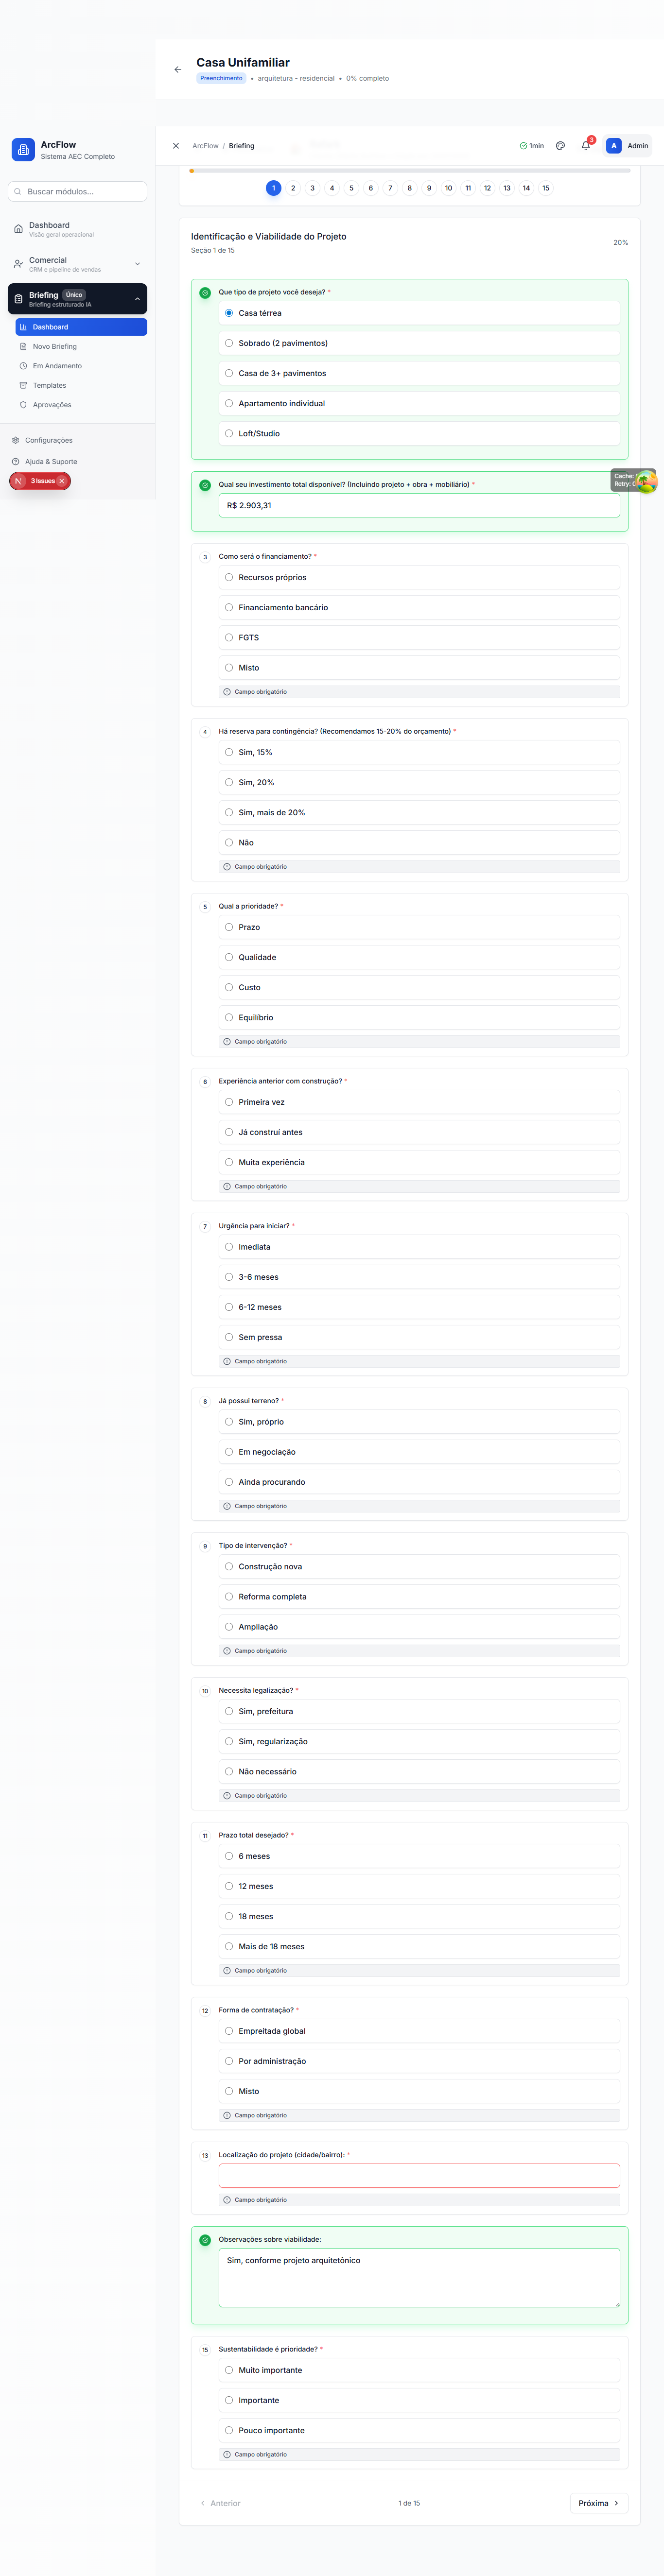 Casa Unifamiliar
Preenchimento • arquitetura - residencial • 0% completo
ArcFlow
Sistema AEC Completo
Buscar módulos...
Dashboard
Visão geral operacional
Comercial
CRM e pipeline de vendas
Briefing Único
Briefing estruturado IA
Dashboard
Novo Briefing
Em Andamento
Templates
Aprovações
Configurações
Ajuda & Suporte
N 3 Issues
ArcFlow / Briefing
1min
3
A Admin
1 2 3 4 5 6 7 8 9 10 11 12 13 14 15
Identificação e Viabilidade do Projeto
Seção 1 de 15
20%
Que tipo de projeto você deseja? *
Casa térrea
Sobrado (2 pavimentos)
Casa de 3+ pavimentos
Apartamento individual
Loft/Studio
Qual seu investimento total disponível? (Incluindo projeto + obra + mobiliário) *
R$ 2.903,31
Cache:
Retry:
3 Como será o financiamento? *
Recursos próprios
Financiamento bancário
FGTS
Misto
Campo obrigatório
4 Há reserva para contingência? (Recomendamos 15-20% do orçamento) *
Sim, 15%
Sim, 20%
Sim, mais de 20%
Não
Campo obrigatório
5 Qual a prioridade? *
Prazo
Qualidade
Custo
Equilíbrio
Campo obrigatório
6 Experiência anterior com construção? *
Primeira vez
Já construí antes
Muita experiência
Campo obrigatório
7 Urgência para iniciar? *
Imediata
3-6 meses
6-12 meses
Sem pressa
Campo obrigatório
8 Já possui terreno? *
Sim, próprio
Em negociação
Ainda procurando
Campo obrigatório
9 Tipo de intervenção? *
Construção nova
Reforma completa
Ampliação
Campo obrigatório
10 Necessita legalização? *
Sim, prefeitura
Sim, regularização
Não necessário
Campo obrigatório
11 Prazo total desejado? *
6 meses
12 meses
18 meses
Mais de 18 meses
Campo obrigatório
12 Forma de contratação? *
Empreitada global
Por administração
Misto
Campo obrigatório
13 Localização do projeto (cidade/bairro): *
Campo obrigatório
Observações sobre viabilidade:
Sim, conforme projeto arquitetônico
15 Sustentabilidade é prioridade? *
Muito importante
Importante
Pouco importante
Campo obrigatório
Anterior
1 de 15
Próxima